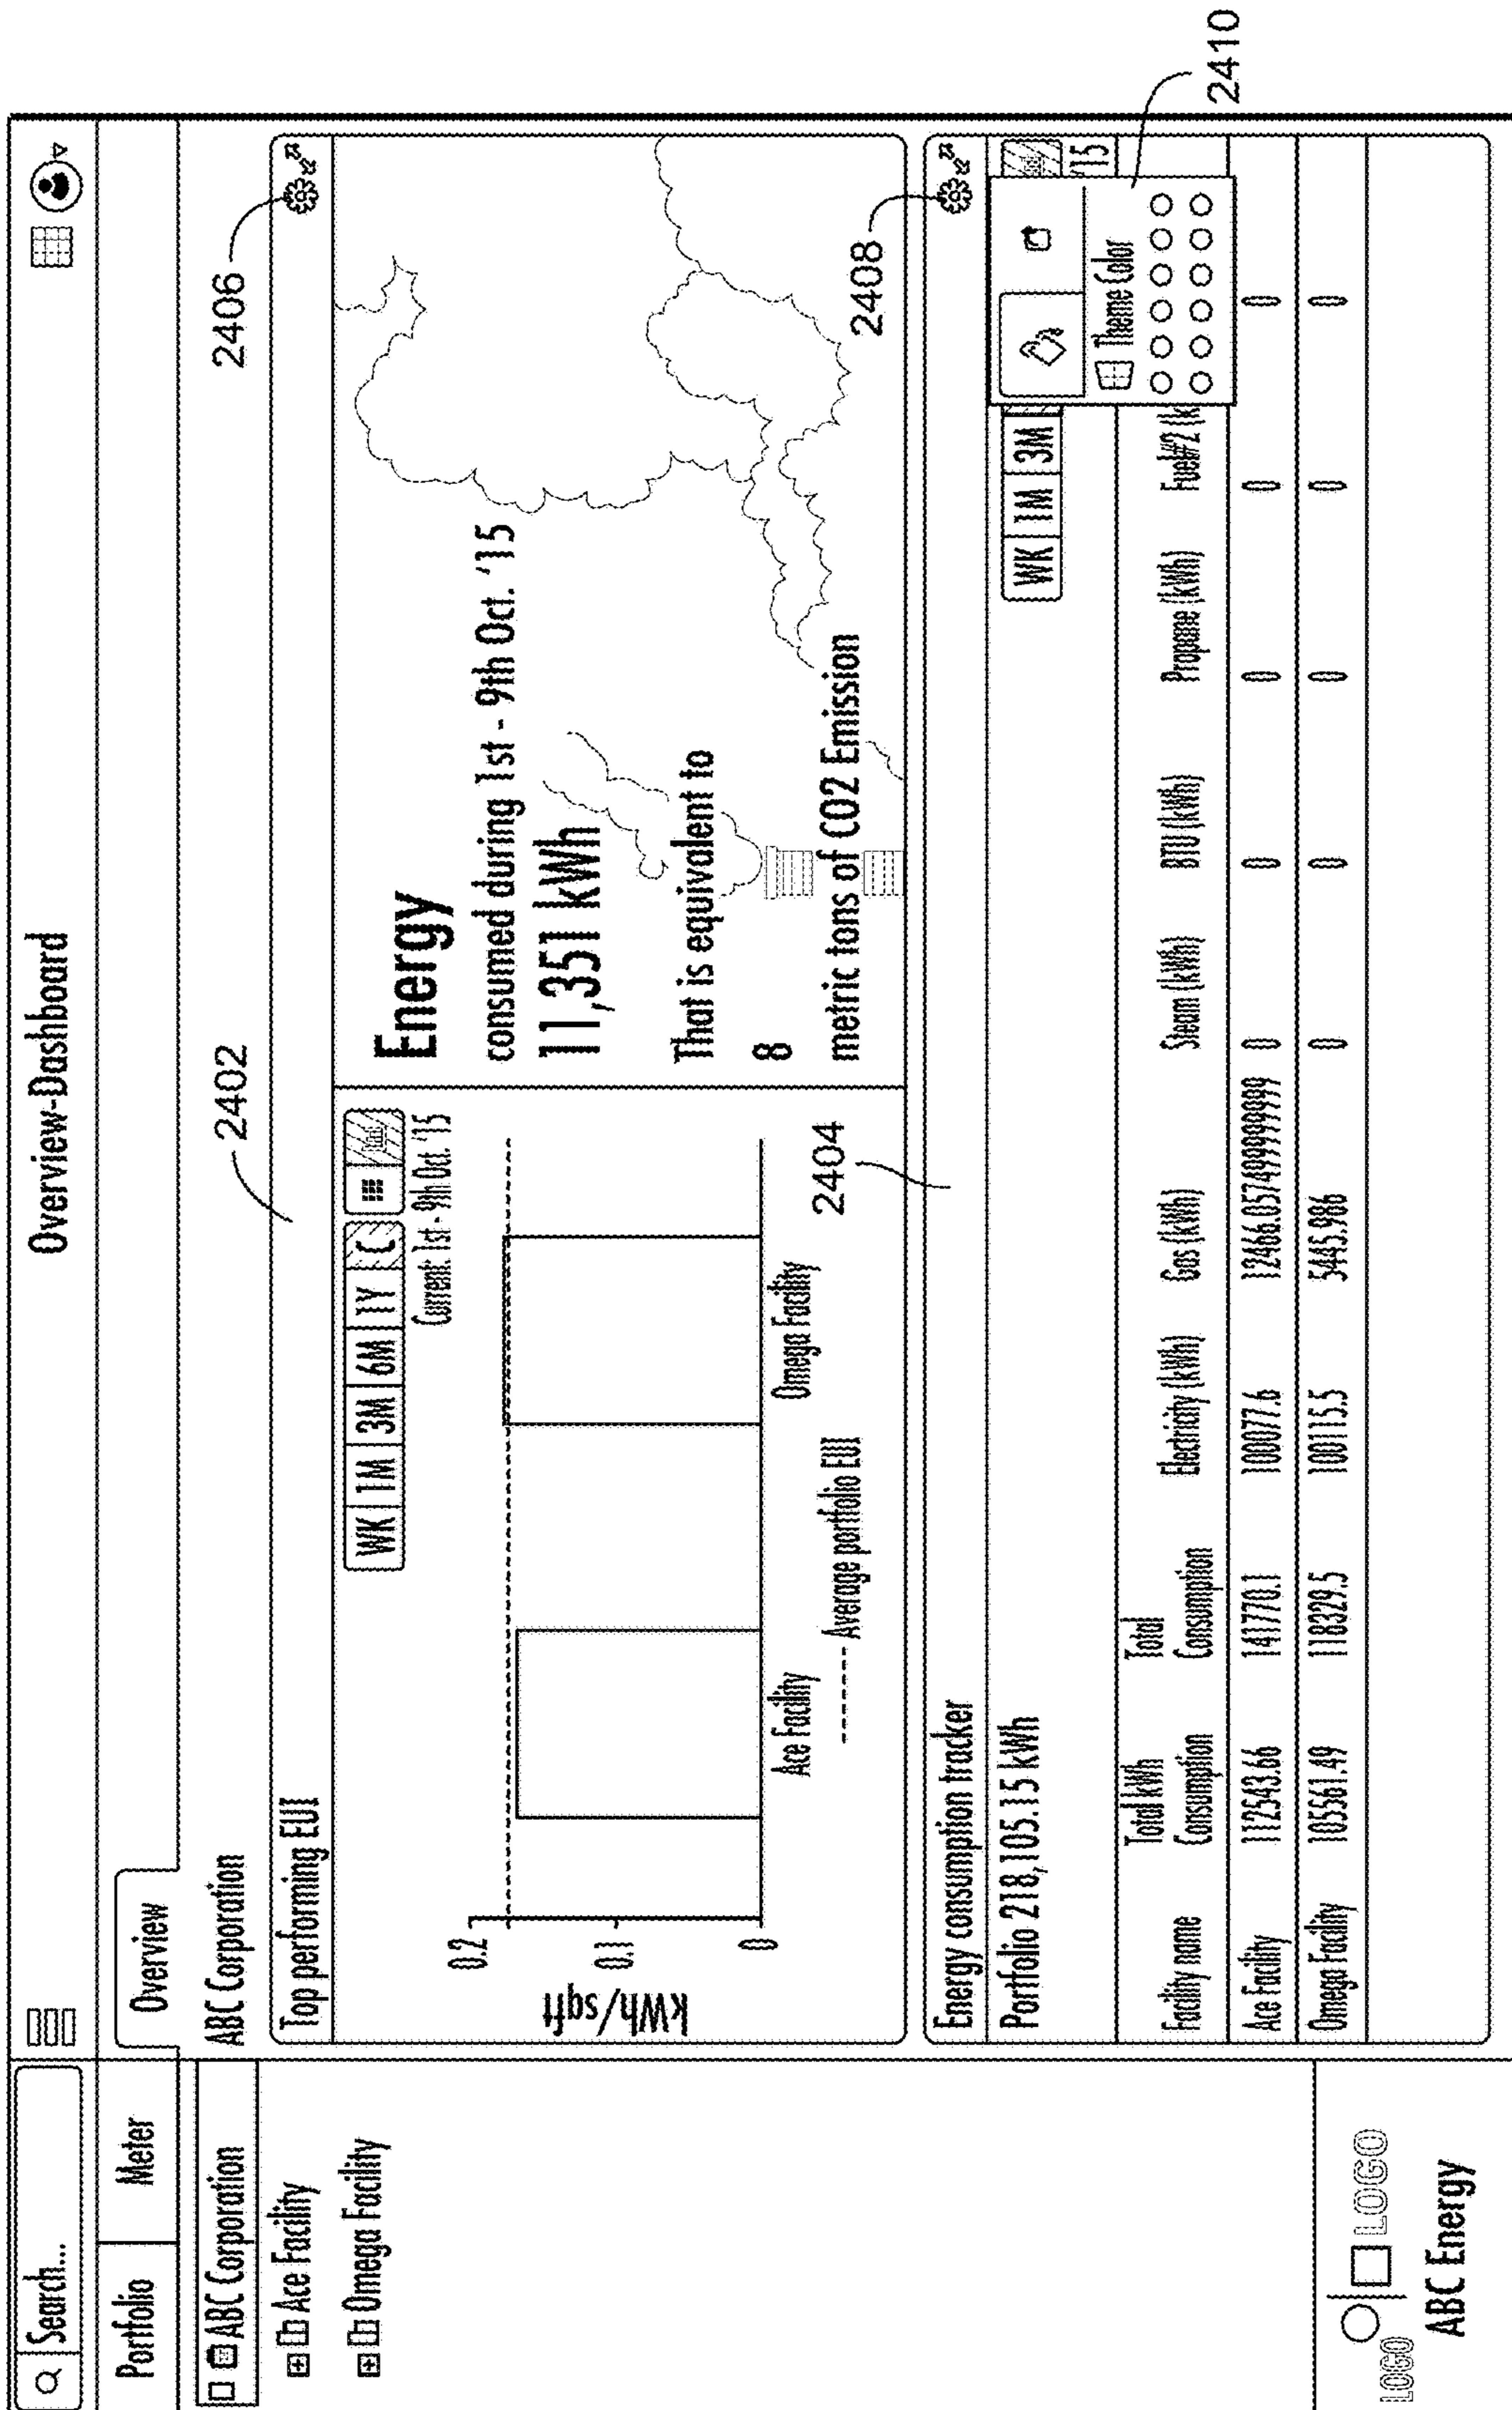 Search...
Overview-Dashboard
Portfolio
Meter
Overview
ABC Corporation
Ace Facility
Omega Facility
LOGO
LOGO
ABC Energy
ABC Corporation
2402
2406
Top performing EUI
WK 1M 3M 6M 1Y C
Current: 1st - 9th Oct. '15
kWh/sqft
0.2
0.1
0
Ace Facility
Omega Facility
Average portfolio EUI
Energy
consumed during 1st - 9th Oct. '15
11,351 kWh
That is equivalent to
8
metric tons of CO2 Emission
2404
2408
Energy consumption tracker
Portfolio 218,105.15 kWh
WK 1M 3M
'15
Theme Color
2410
Facility name Total kWh Consumption Total Consumption Electricity (kWh) Gas (kWh) Steam (kWh) BTU (kWh) Propane (kWh) Fuel#2 (k
Ace Facility 112543.66 141770.1 100077.6 12466.057499999999 0 0 0 0 0
Omega Facility 105561.49 118329.5 100115.5 5445.986 0 0 0 0 0